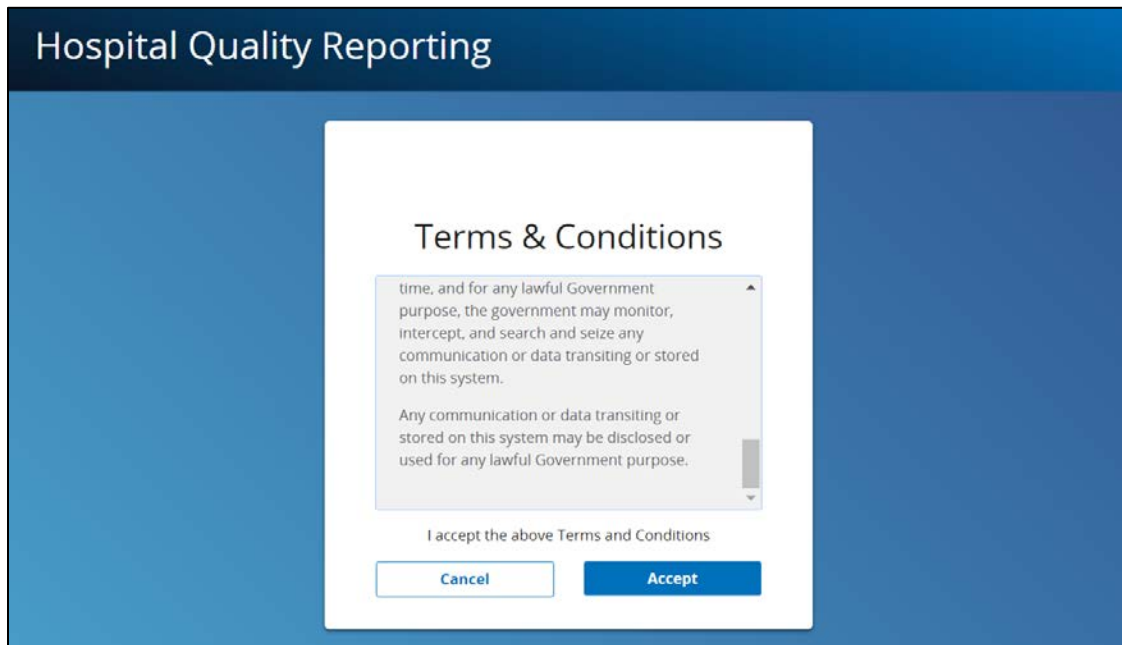 Hospital Quality Reporting
Terms & Conditions
time, and for any lawful Government
purpose, the government may monitor,
intercept, and search and seize any
communication or data transiting or stored
on this system.
Any communication or data transiting or
stored on this system may be disclosed or
used for any lawful Government purpose.
I accept the above Terms and Conditions
Cancel
Accept